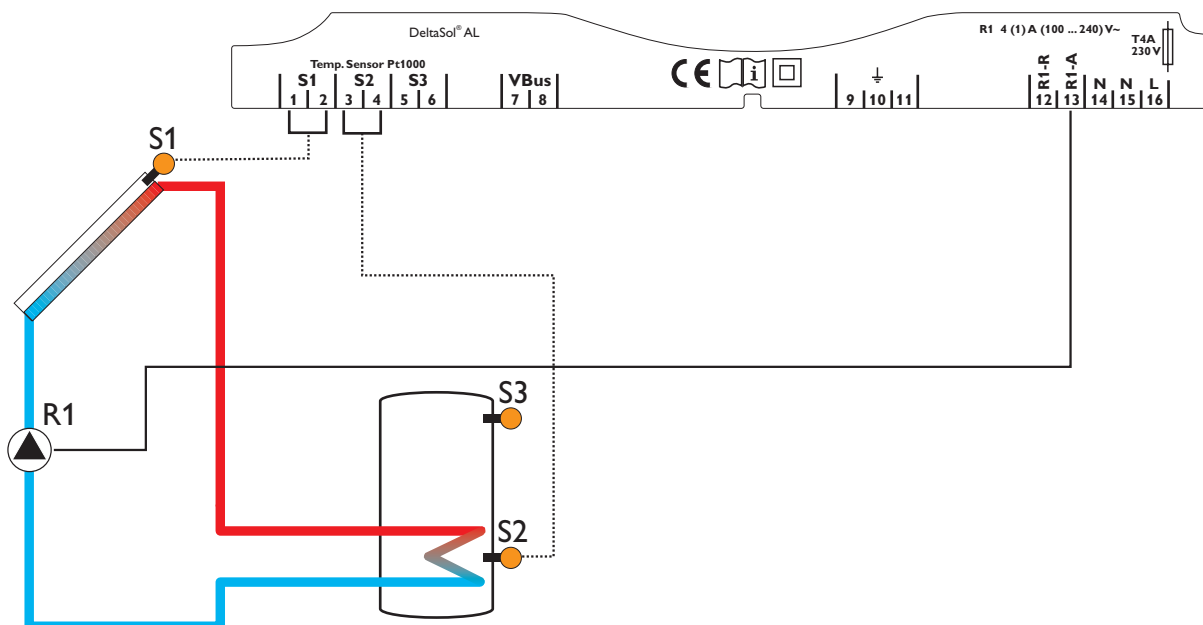 DeltaSol® AL
R1 4 (1) A (100 ... 240) V~
T4A
230 V
Temp. Sensor Pt1000
S1 S2 S3 VBus R1-R R1-A N N L
1 2 3 4 5 6 7 8 9 10 11 12 13 14 15 16
CE i
S1
R1
S3
S2